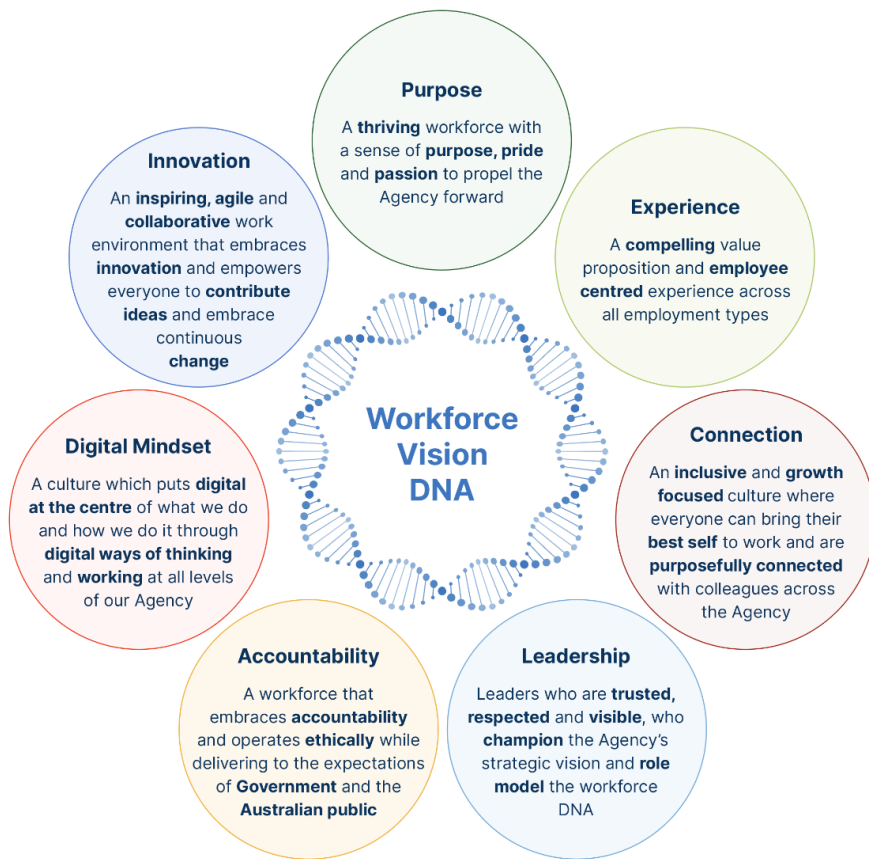 Purpose
A thriving workforce with
a sense of purpose, pride
and passion to propel the
Agency forward
Experience
A compelling value
proposition and employee
centred experience across
all employment types
Connection
An inclusive and growth
focused culture where
everyone can bring their
best self to work and are
purposefully connected
with colleagues across
the Agency
Leadership
Leaders who are trusted,
respected and visible, who
champion the Agency's
strategic vision and role
model the workforce
DNA
Accountability
A workforce that
embraces accountability
and operates ethically while
delivering to the expectations
of Government and the
Australian public
Digital Mindset
A culture which puts digital
at the centre of what we do
and how we do it through
digital ways of thinking
and working at all levels
of our Agency
Innovation
An inspiring, agile and
collaborative work
environment that embraces
innovation and empowers
everyone to contribute
ideas and embrace
continuous
change
Workforce
Vision
DNA